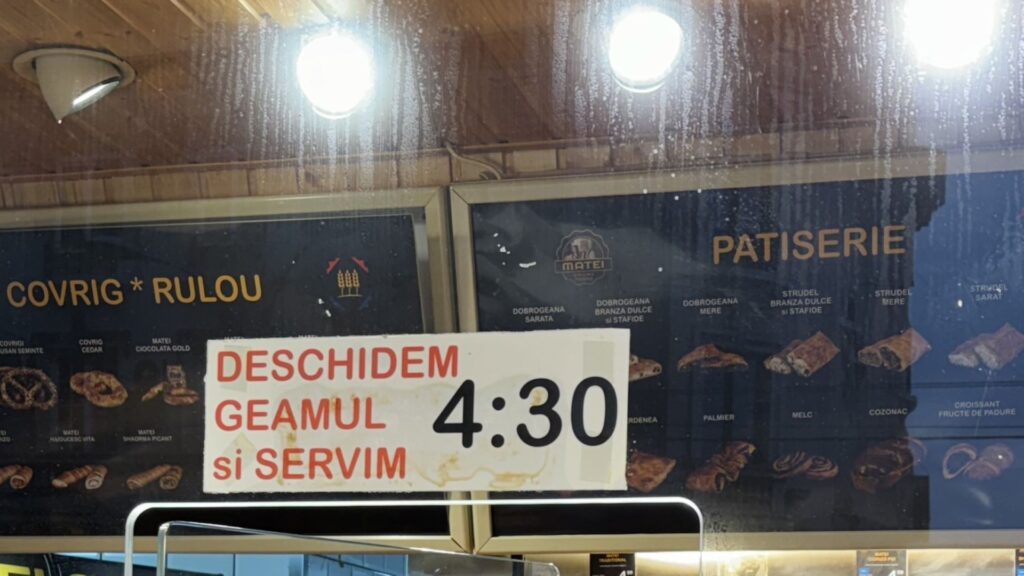 COVRIG * RULOU
MATEI
PATISERIE
DOBROGEANA
SARATA
DOBROGEANA
BRANZA DULCE
si STAFIDE
DOBROGEANA
MERE
STRUDEL
BRANZA DULCE
si STAFIDE
STRUDEL
MERE
STRUDEL
SARAT
COVRIG
CEDAR
MATEI
CIOCOLATA GOLD
DESCHIDEM
GEAMUL
si SERVIM
4:30
PALMIER
MELC
COZONAC
CROISSANT
FRUCTE DE PADURE
MATEI
MATEI
SHAORMA PICANT